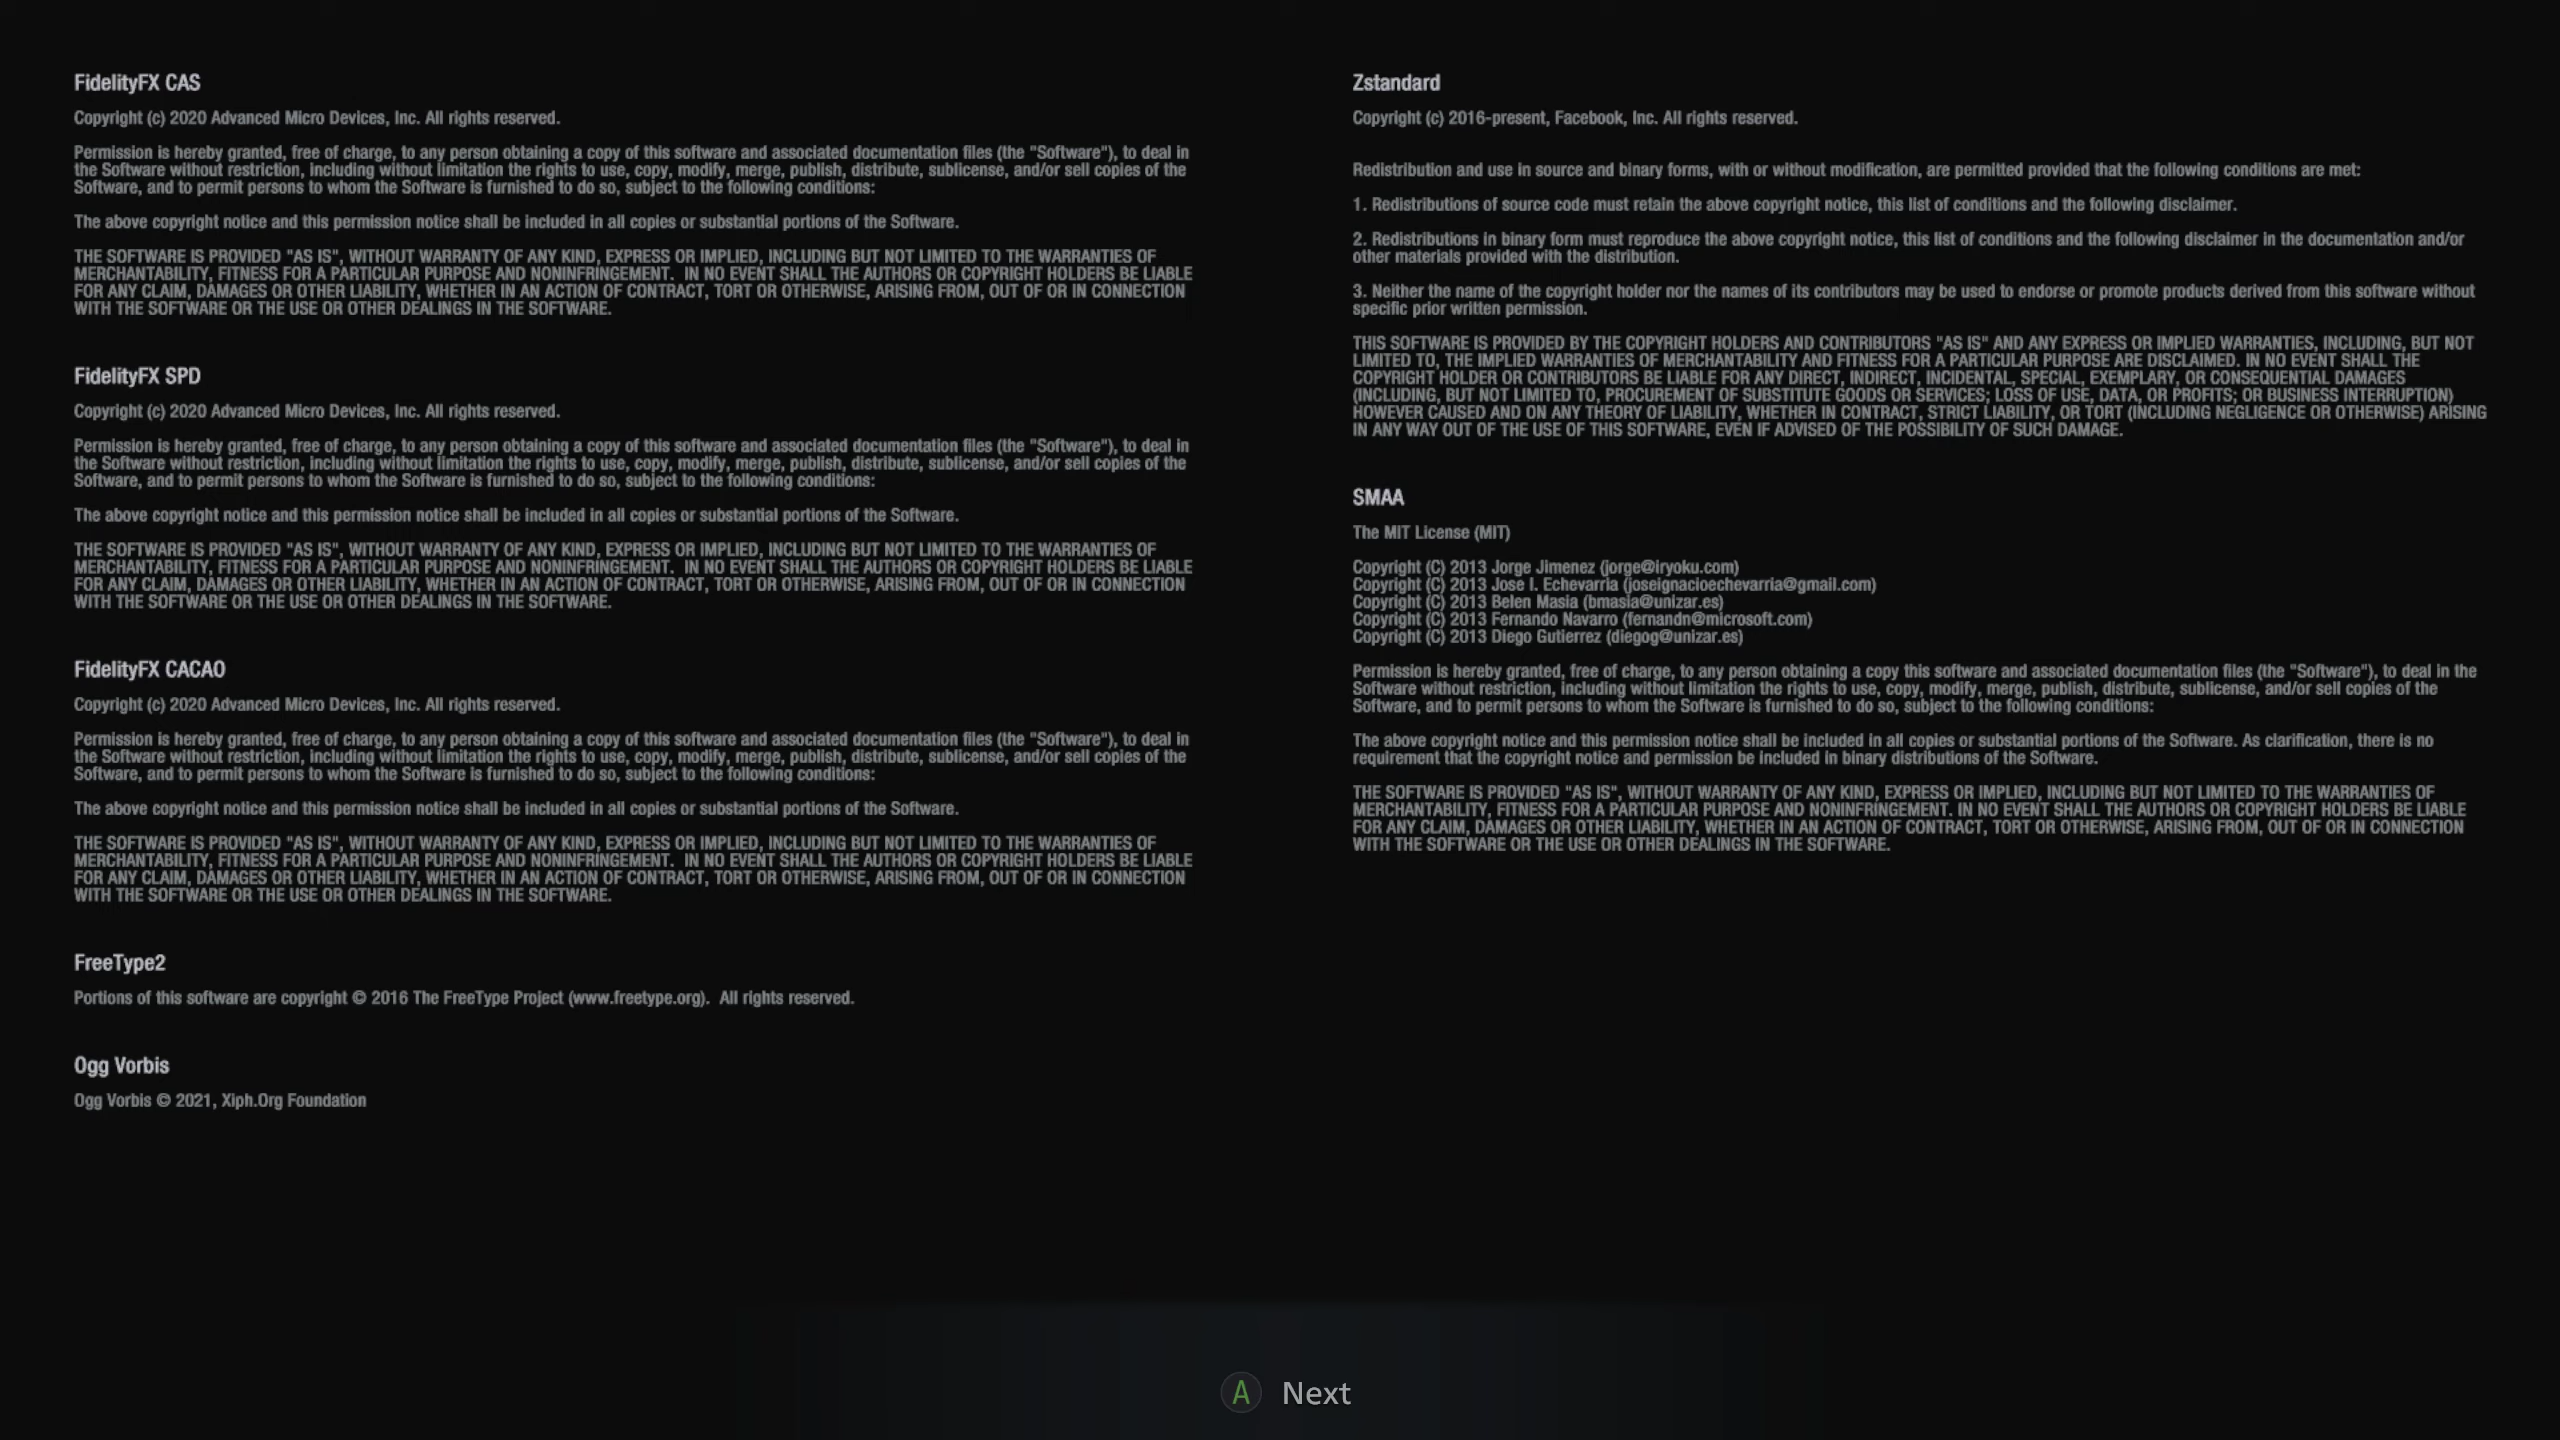 FidelityFX CAS
Copyright (c) 2020 Advanced Micro Devices, Inc. All rights reserved.
Permission is hereby granted, free of charge, to any person obtaining a copy of this software and associated documentation files (the "Software"), to deal in
the Software without restriction, including without limitation the rights to use, copy, modify, merge, publish, distribute, sublicense, and/or sell copies of the
Software, and to permit persons to whom the Software is furnished to do so, subject to the following conditions:
The above copyright notice and this permission notice shall be included in all copies or substantial portions of the Software.
THE SOFTWARE IS PROVIDED "AS IS", WITHOUT WARRANTY OF ANY KIND, EXPRESS OR IMPLIED, INCLUDING BUT NOT LIMITED TO THE WARRANTIES OF
MERCHANTABILITY, FITNESS FOR A PARTICULAR PURPOSE AND NONINFRINGEMENT.  IN NO EVENT SHALL THE AUTHORS OR COPYRIGHT HOLDERS BE LIABLE
FOR ANY CLAIM, DAMAGES OR OTHER LIABILITY, WHETHER IN AN ACTION OF CONTRACT, TORT OR OTHERWISE, ARISING FROM, OUT OF OR IN CONNECTION
WITH THE SOFTWARE OR THE USE OR OTHER DEALINGS IN THE SOFTWARE.
FidelityFX SPD
Copyright (c) 2020 Advanced Micro Devices, Inc. All rights reserved.
Permission is hereby granted, free of charge, to any person obtaining a copy of this software and associated documentation files (the "Software"), to deal in
the Software without restriction, including without limitation the rights to use, copy, modify, merge, publish, distribute, sublicense, and/or sell copies of the
Software, and to permit persons to whom the Software is furnished to do so, subject to the following conditions:
The above copyright notice and this permission notice shall be included in all copies or substantial portions of the Software.
THE SOFTWARE IS PROVIDED "AS IS", WITHOUT WARRANTY OF ANY KIND, EXPRESS OR IMPLIED, INCLUDING BUT NOT LIMITED TO THE WARRANTIES OF
MERCHANTABILITY, FITNESS FOR A PARTICULAR PURPOSE AND NONINFRINGEMENT.  IN NO EVENT SHALL THE AUTHORS OR COPYRIGHT HOLDERS BE LIABLE
FOR ANY CLAIM, DAMAGES OR OTHER LIABILITY, WHETHER IN AN ACTION OF CONTRACT, TORT OR OTHERWISE, ARISING FROM, OUT OF OR IN CONNECTION
WITH THE SOFTWARE OR THE USE OR OTHER DEALINGS IN THE SOFTWARE.
FidelityFX CACAO
Copyright (c) 2020 Advanced Micro Devices, Inc. All rights reserved.
Permission is hereby granted, free of charge, to any person obtaining a copy of this software and associated documentation files (the "Software"), to deal in
the Software without restriction, including without limitation the rights to use, copy, modify, merge, publish, distribute, sublicense, and/or sell copies of the
Software, and to permit persons to whom the Software is furnished to do so, subject to the following conditions:
The above copyright notice and this permission notice shall be included in all copies or substantial portions of the Software.
THE SOFTWARE IS PROVIDED "AS IS", WITHOUT WARRANTY OF ANY KIND, EXPRESS OR IMPLIED, INCLUDING BUT NOT LIMITED TO THE WARRANTIES OF
MERCHANTABILITY, FITNESS FOR A PARTICULAR PURPOSE AND NONINFRINGEMENT.  IN NO EVENT SHALL THE AUTHORS OR COPYRIGHT HOLDERS BE LIABLE
FOR ANY CLAIM, DAMAGES OR OTHER LIABILITY, WHETHER IN AN ACTION OF CONTRACT, TORT OR OTHERWISE, ARISING FROM, OUT OF OR IN CONNECTION
WITH THE SOFTWARE OR THE USE OR OTHER DEALINGS IN THE SOFTWARE.
FreeType2
Portions of this software are copyright © 2016 The FreeType Project (www.freetype.org).  All rights reserved.
Ogg Vorbis
Ogg Vorbis © 2021, Xiph.Org Foundation
Zstandard
Copyright (c) 2016-present, Facebook, Inc. All rights reserved.
Redistribution and use in source and binary forms, with or without modification, are permitted provided that the following conditions are met:
1. Redistributions of source code must retain the above copyright notice, this list of conditions and the following disclaimer.
2. Redistributions in binary form must reproduce the above copyright notice, this list of conditions and the following disclaimer in the documentation and/or
other materials provided with the distribution.
3. Neither the name of the copyright holder nor the names of its contributors may be used to endorse or promote products derived from this software without
specific prior written permission.
THIS SOFTWARE IS PROVIDED BY THE COPYRIGHT HOLDERS AND CONTRIBUTORS "AS IS" AND ANY EXPRESS OR IMPLIED WARRANTIES, INCLUDING, BUT NOT
LIMITED TO, THE IMPLIED WARRANTIES OF MERCHANTABILITY AND FITNESS FOR A PARTICULAR PURPOSE ARE DISCLAIMED. IN NO EVENT SHALL THE
COPYRIGHT HOLDER OR CONTRIBUTORS BE LIABLE FOR ANY DIRECT, INDIRECT, INCIDENTAL, SPECIAL, EXEMPLARY, OR CONSEQUENTIAL DAMAGES
(INCLUDING, BUT NOT LIMITED TO, PROCUREMENT OF SUBSTITUTE GOODS OR SERVICES; LOSS OF USE, DATA, OR PROFITS; OR BUSINESS INTERRUPTION)
HOWEVER CAUSED AND ON ANY THEORY OF LIABILITY, WHETHER IN CONTRACT, STRICT LIABILITY, OR TORT (INCLUDING NEGLIGENCE OR OTHERWISE) ARISING
IN ANY WAY OUT OF THE USE OF THIS SOFTWARE, EVEN IF ADVISED OF THE POSSIBILITY OF SUCH DAMAGE.
SMAA
The MIT License (MIT)
Copyright (C) 2013 Jorge Jimenez (jorge@iryoku.com)
Copyright (C) 2013 Jose I. Echevarria (joseignacioechevarria@gmail.com)
Copyright (C) 2013 Belen Masia (bmasia@unizar.es)
Copyright (C) 2013 Fernando Navarro (fernandn@microsoft.com)
Copyright (C) 2013 Diego Gutierrez (diegog@unizar.es)
Permission is hereby granted, free of charge, to any person obtaining a copy this software and associated documentation files (the "Software"), to deal in the
Software without restriction, including without limitation the rights to use, copy, modify, merge, publish, distribute, sublicense, and/or sell copies of the
Software, and to permit persons to whom the Software is furnished to do so, subject to the following conditions:
The above copyright notice and this permission notice shall be included in all copies or substantial portions of the Software. As clarification, there is no
requirement that the copyright notice and permission be included in binary distributions of the Software.
THE SOFTWARE IS PROVIDED "AS IS", WITHOUT WARRANTY OF ANY KIND, EXPRESS OR IMPLIED, INCLUDING BUT NOT LIMITED TO THE WARRANTIES OF
MERCHANTABILITY, FITNESS FOR A PARTICULAR PURPOSE AND NONINFRINGEMENT. IN NO EVENT SHALL THE AUTHORS OR COPYRIGHT HOLDERS BE LIABLE
FOR ANY CLAIM, DAMAGES OR OTHER LIABILITY, WHETHER IN AN ACTION OF CONTRACT, TORT OR OTHERWISE, ARISING FROM, OUT OF OR IN CONNECTION
WITH THE SOFTWARE OR THE USE OR OTHER DEALINGS IN THE SOFTWARE.
A Next